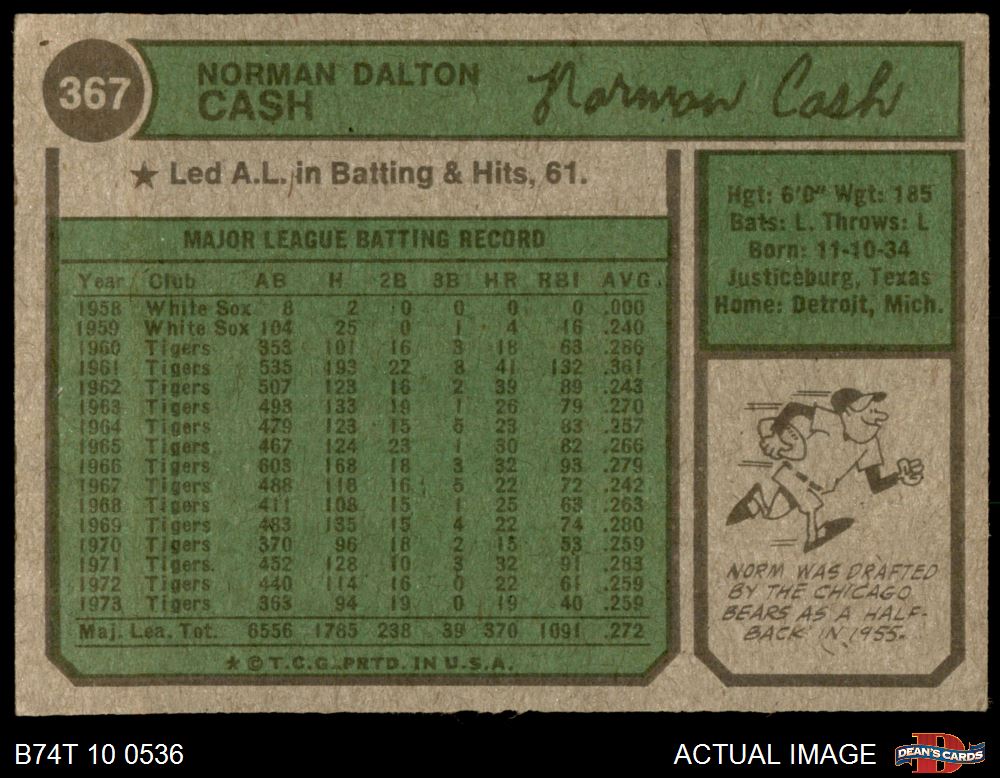 367
NORMAN DALTON
CASH
Norman Cash
★ Led A.L. in Batting & Hits, 61.
MAJOR LEAGUE BATTING RECORD
Year Club AB H 2B 3B HR RBI AVG.
1958 White Sox 8 2 0 0 0 0 .000
1959 White Sox 104 25 0 1 4 16 .240
1960 Tigers 353 101 16 3 18 63 .286
1961 Tigers 535 193 22 8 41 132 .361
1962 Tigers 507 123 16 2 39 89 .243
1963 Tigers 493 133 19 1 26 79 .270
1964 Tigers 479 123 15 5 23 83 .257
1965 Tigers 467 124 23 1 30 82 .266
1966 Tigers 603 168 18 3 32 93 .279
1967 Tigers 488 118 16 5 22 72 .242
1968 Tigers 411 108 15 1 25 63 .263
1969 Tigers 483 135 15 4 22 74 .280
1970 Tigers 370 96 18 2 15 53 .259
1971 Tigers 452 128 10 3 32 91 .283
1972 Tigers 440 114 16 0 22 61 .259
1973 Tigers 363 94 19 0 19 40 .259
Maj. Lea. Tot. 6556 1785 238 39 370 1091 .272
★ © T.C.G. PRTD. IN U.S.A.
Hgt: 6'0" Wgt: 185
Bats: L. Throws: L
Born: 11-10-34
Justiceburg, Texas
Home: Detroit, Mich.
NORM WAS DRAFTED
BY THE CHICAGO
BEARS AS A HALF-
BACK IN 1955.
B74T 10 0536
ACTUAL IMAGE
DEAN'S CARDS